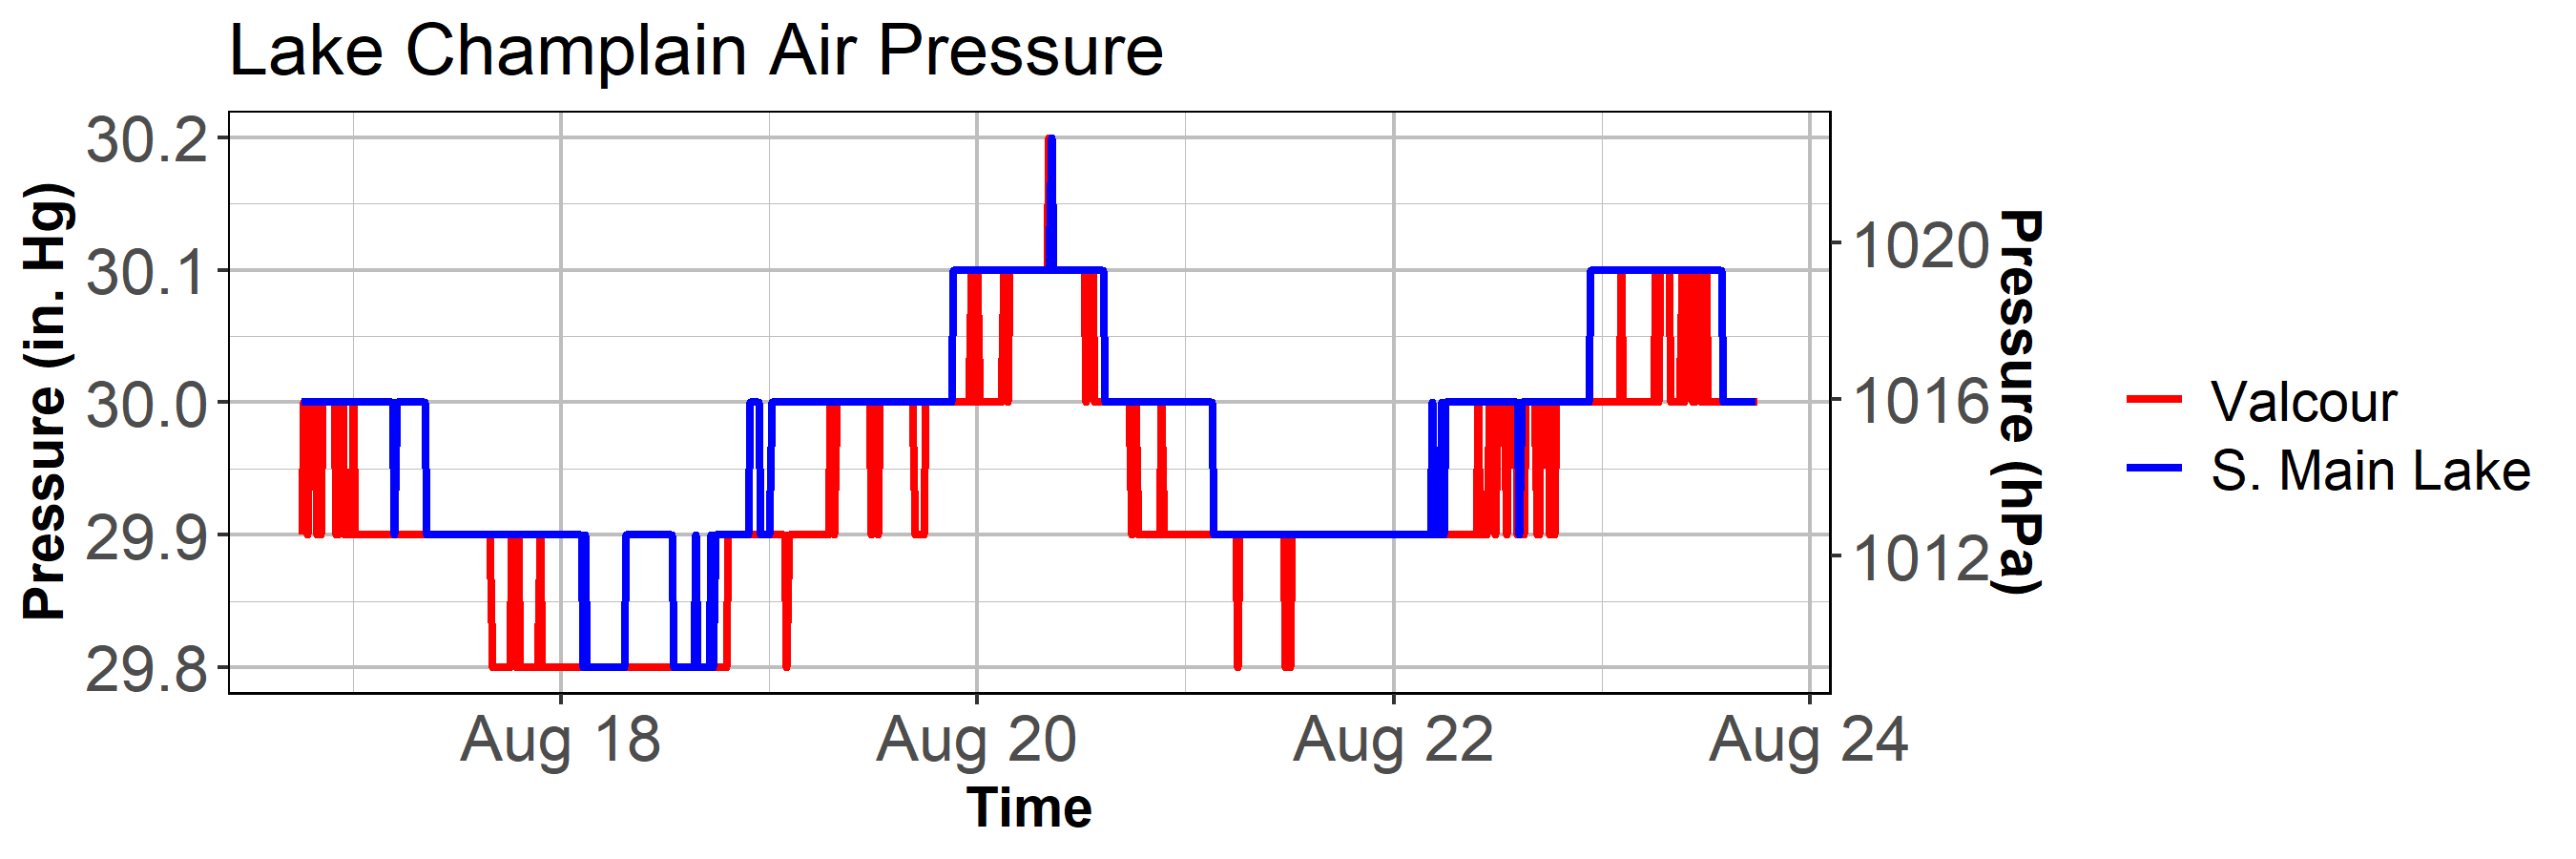 Lake Champlain Air Pressure
Pressure (in. Hg)
30.2
30.1
30.0
29.9
29.8
1020
1016
1012
Pressure (hPa)
Aug 18
Aug 20
Aug 22
Aug 24
Time
Valcour
S. Main Lake